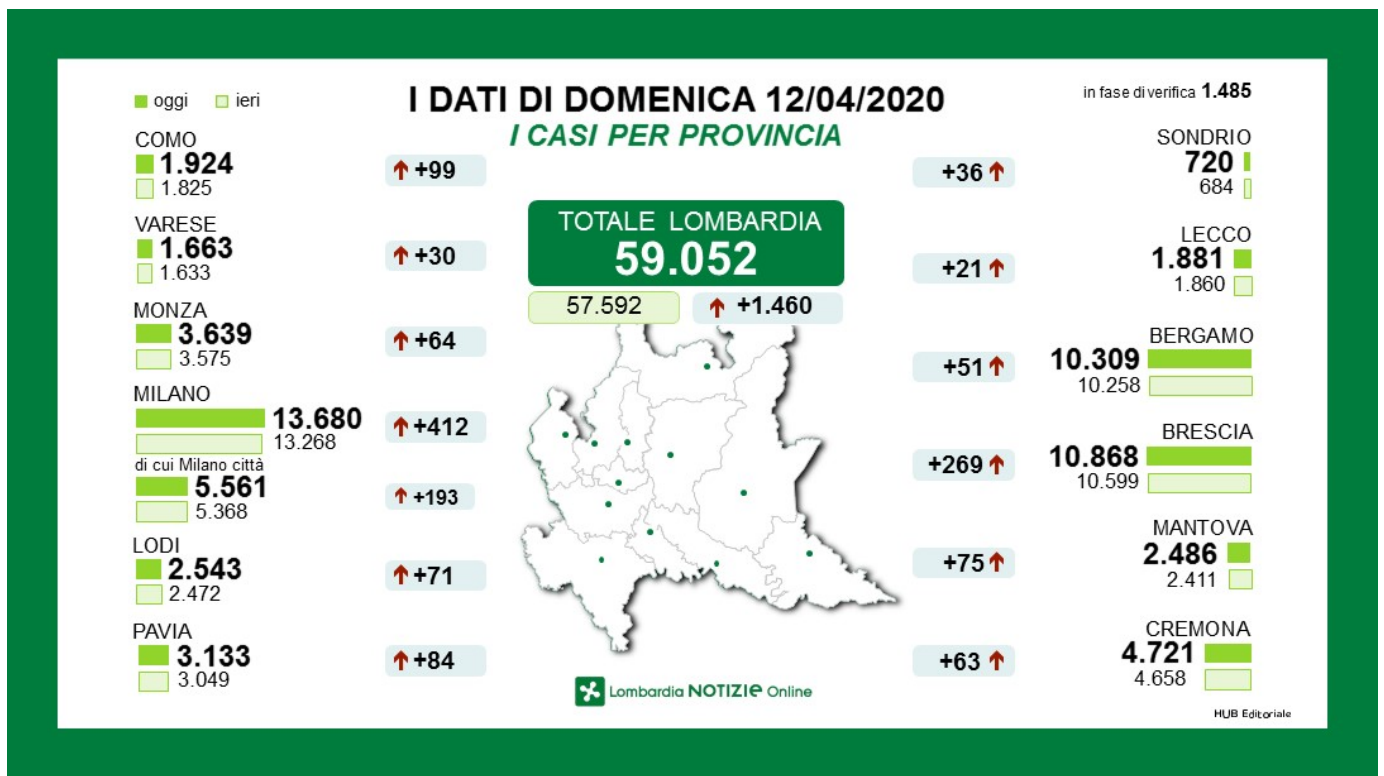 oggi ieri
I DATI DI DOMENICA 12/04/2020
I CASI PER PROVINCIA
in fase di verifica 1.485
COMO
1.924
1.825
+99
VARESE
1.663
1.633
+30
MONZA
3.639
3.575
+64
MILANO
13.680
13.268
+412
di cui Milano città
5.561
5.368
+193
LODI
2.543
2.472
+71
PAVIA
3.133
3.049
+84
TOTALE LOMBARDIA
59.052
57.592
+1.460
SONDRIO
720
684
+36
LECCO
1.881
1.860
+21
BERGAMO
10.309
10.258
+51
BRESCIA
10.868
10.599
+269
MANTOVA
2.486
2.411
+75
CREMONA
4.721
4.658
+63
Lombardia NOTIZIe Online
HUB Editoriale